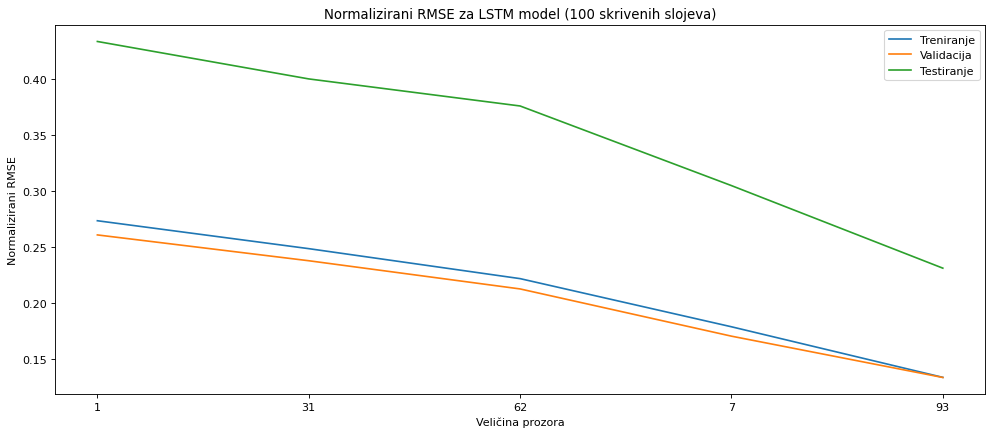 Normalizirani RMSE za LSTM model (100 skrivenih slojeva)
Treniranje
Validacija
Testiranje
Normalizirani RMSE
0.40
0.35
0.30
0.25
0.20
0.15
1 31 62 7 93
Veličina prozora